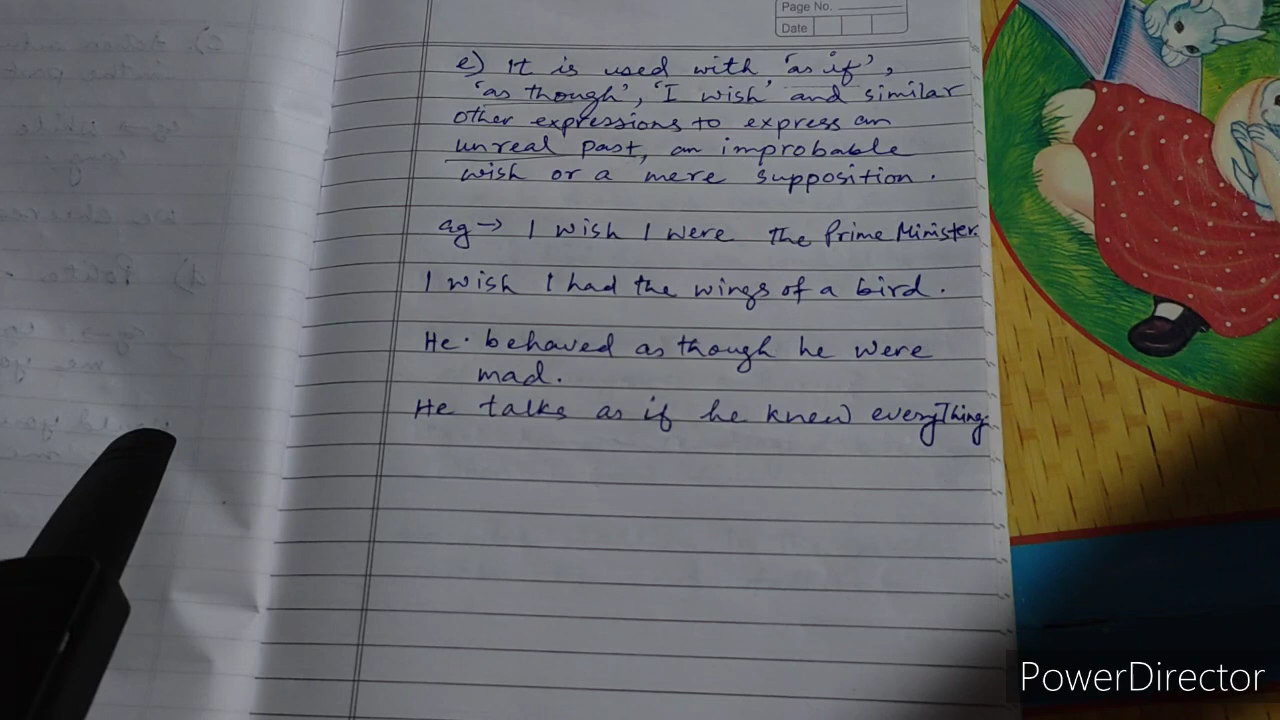 Page No.
Date
e) It is used with 'as if',
'as though', 'I wish' and similar
other expressions to express an
unreal past, an improbable
wish or a mere supposition.
eg → I wish I were the Prime Minister.
I wish I had the wings of a bird.
He behaved as though he were
mad.
He talks as if he knew everything.
PowerDirector